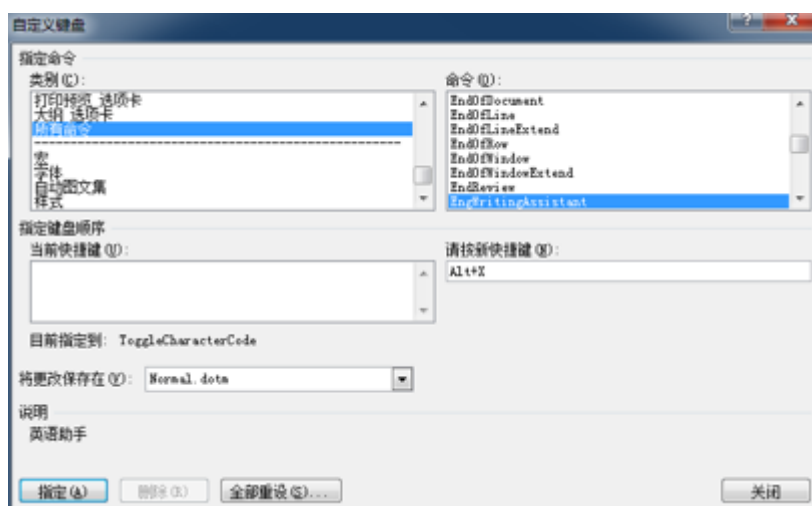 自定义键盘
指定命令
类别(C):
打印预览 选项卡
大纲 选项卡
所有命令
宏
字体
自动图文集
样式
命令(O):
EndOfDocument
EndOfLine
EndOfLineExtend
EndOfRow
EndOfWindow
EndOfWindowExtend
EndReview
EngWritingAssistant
指定键盘顺序
当前快捷键(U):
请按新快捷键(N):
Alt+X
目前指定到: ToggleCharacterCode
将更改保存在(V): Normal.dotm
说明
英语助手
指定(A) 删除(R) 全部重设(S)... 关闭